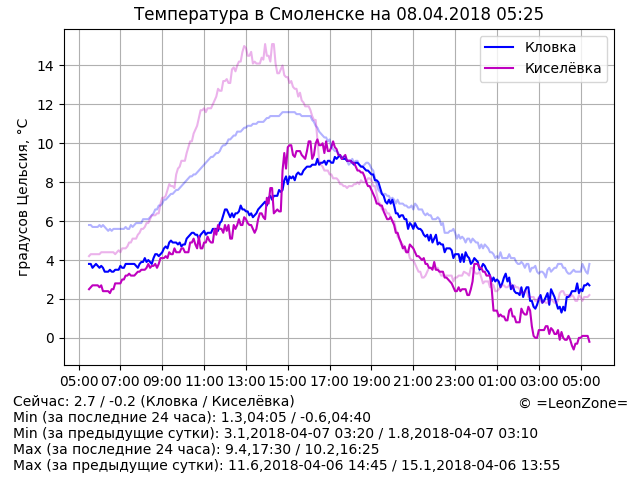 Температура в Смоленске на 08.04.2018 05:25
Кловка
Киселёвка
градусов Цельсия, °C
14
12
10
8
6
4
2
0
05:00 07:00 09:00 11:00 13:00 15:00 17:00 19:00 21:00 23:00 01:00 03:00 05:00
Сейчас: 2.7 / -0.2 (Кловка / Киселёвка)
© =LeonZone=
Min (за последние 24 часа): 1.3,04:05 / -0.6,04:40
Min (за предыдущие сутки): 3.1,2018-04-07 03:20 / 1.8,2018-04-07 03:10
Max (за последние 24 часа): 9.4,17:30 / 10.2,16:25
Max (за предыдущие сутки): 11.6,2018-04-06 14:45 / 15.1,2018-04-06 13:55